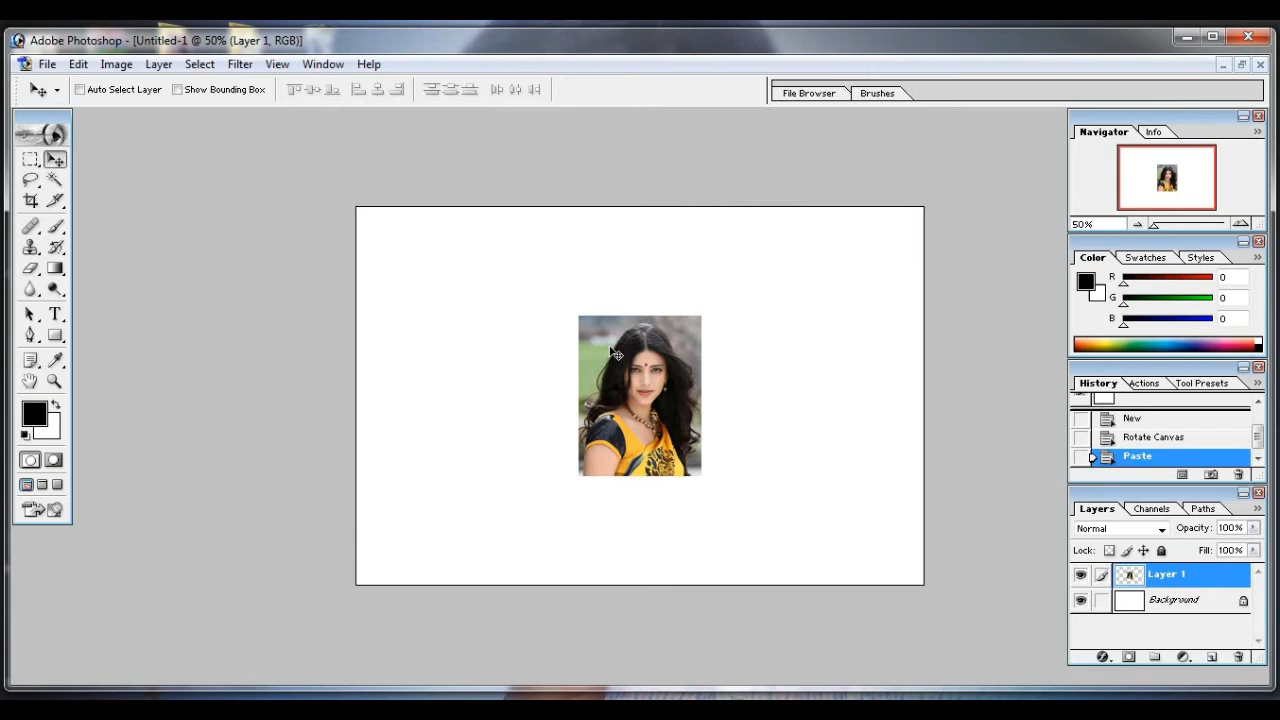 Adobe Photoshop - [Untitled-1 @ 50% (Layer 1, RGB)]
File Edit Image Layer Select Filter View Window Help
Auto Select Layer Show Bounding Box
File Browser Brushes
Navigator Info
50%
Color Swatches Styles
R 0
G 0
B 0
History Actions Tool Presets
New
Rotate Canvas
Paste
Layers Channels Paths
Normal Opacity: 100%
Lock: Fill: 100%
Layer 1
Background